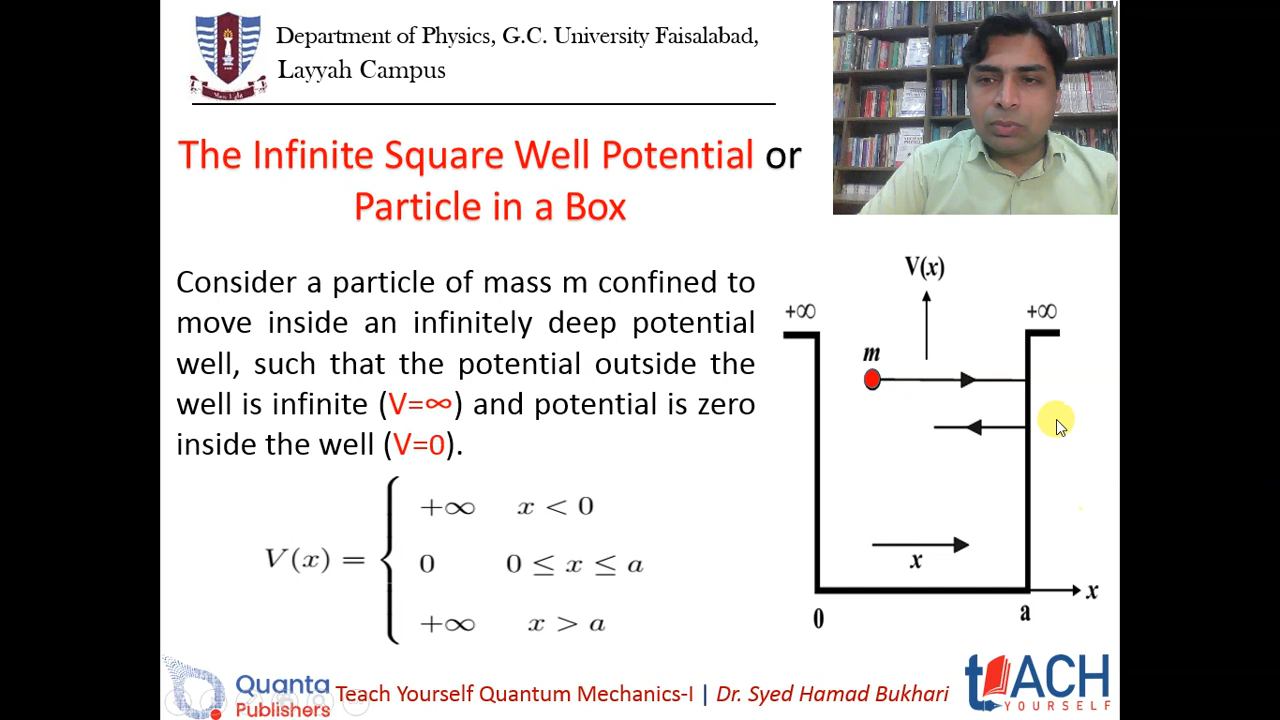 Department of Physics, G.C. University Faisalabad,
Layyah Campus
The Infinite Square Well Potential or
Particle in a Box
Consider a particle of mass m confined to
move inside an infinitely deep potential
well, such that the potential outside the
well is infinite (V=∞) and potential is zero
inside the well (V=0).
V(x) = {
+∞ x < 0
0 0 ≤ x ≤ a
+∞ x > a
V(x)
+∞ +∞
m
x
x
0 a
Quanta
Publishers
Teach Yourself Quantum Mechanics-I | Dr. Syed Hamad Bukhari
tEACH
YOURSELF